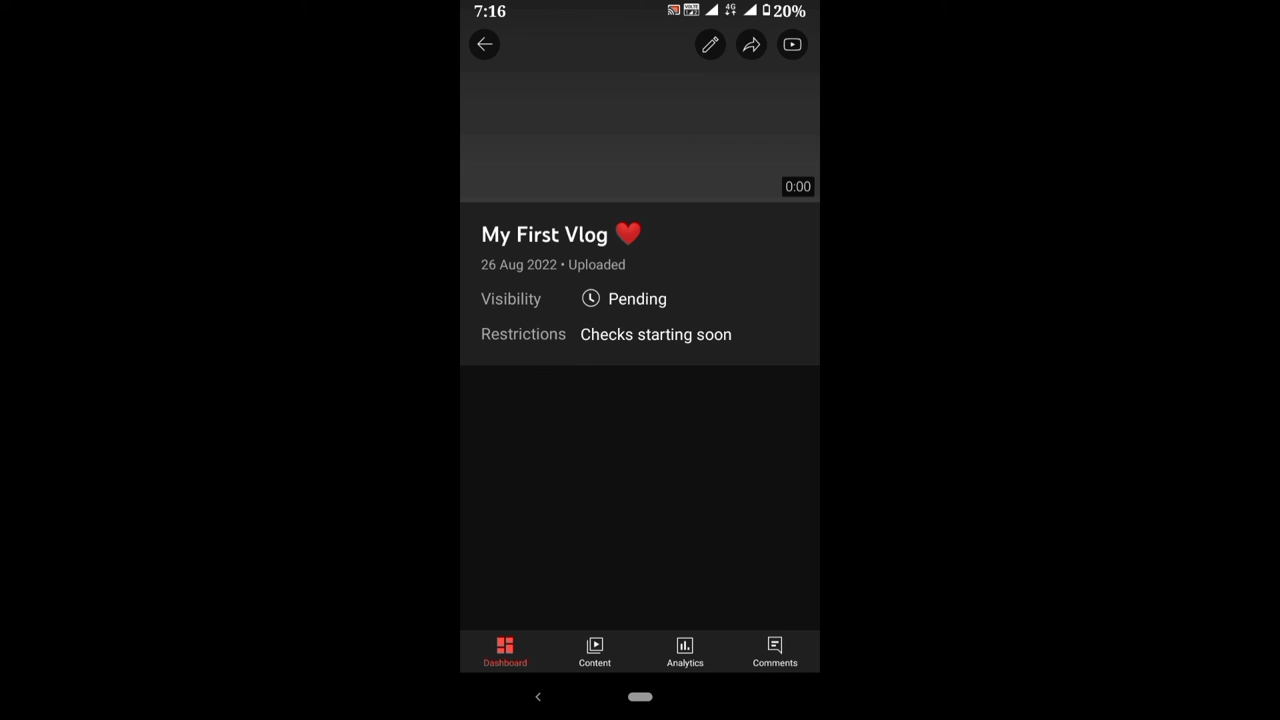 7:16 4G 20%
0:00
My First Vlog ❤️
26 Aug 2022 • Uploaded
Visibility Pending
Restrictions Checks starting soon
Dashboard Content Analytics Comments